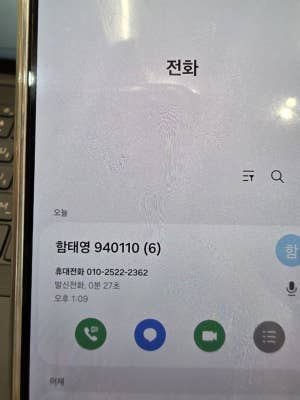 전화
오늘
함태영 940110 (6)
함
휴대전화 010-2522-2362
발신전화, 0분 27초
오후 1:09
어제